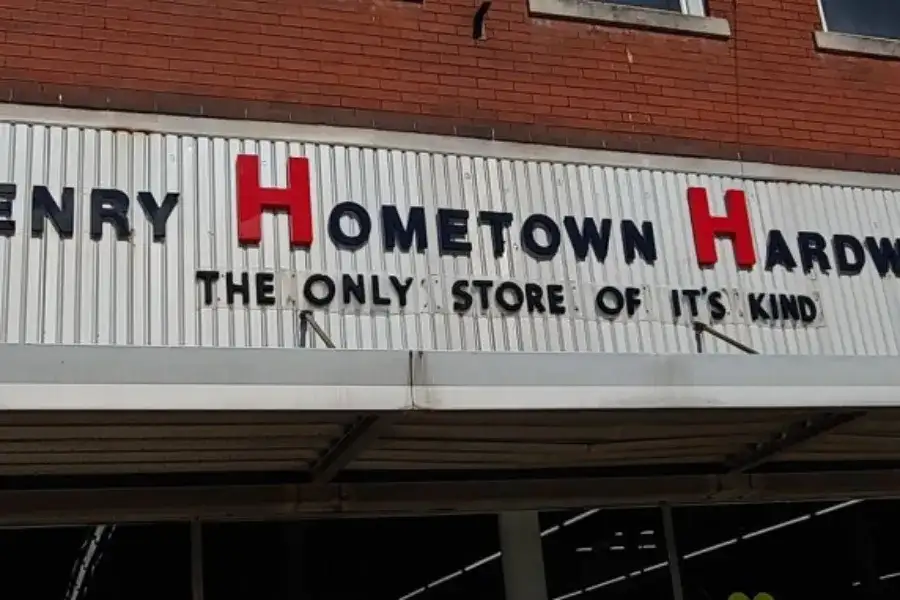 ENRY HOMETOWN HARDW
THE ONLY STORE OF IT'S KIND